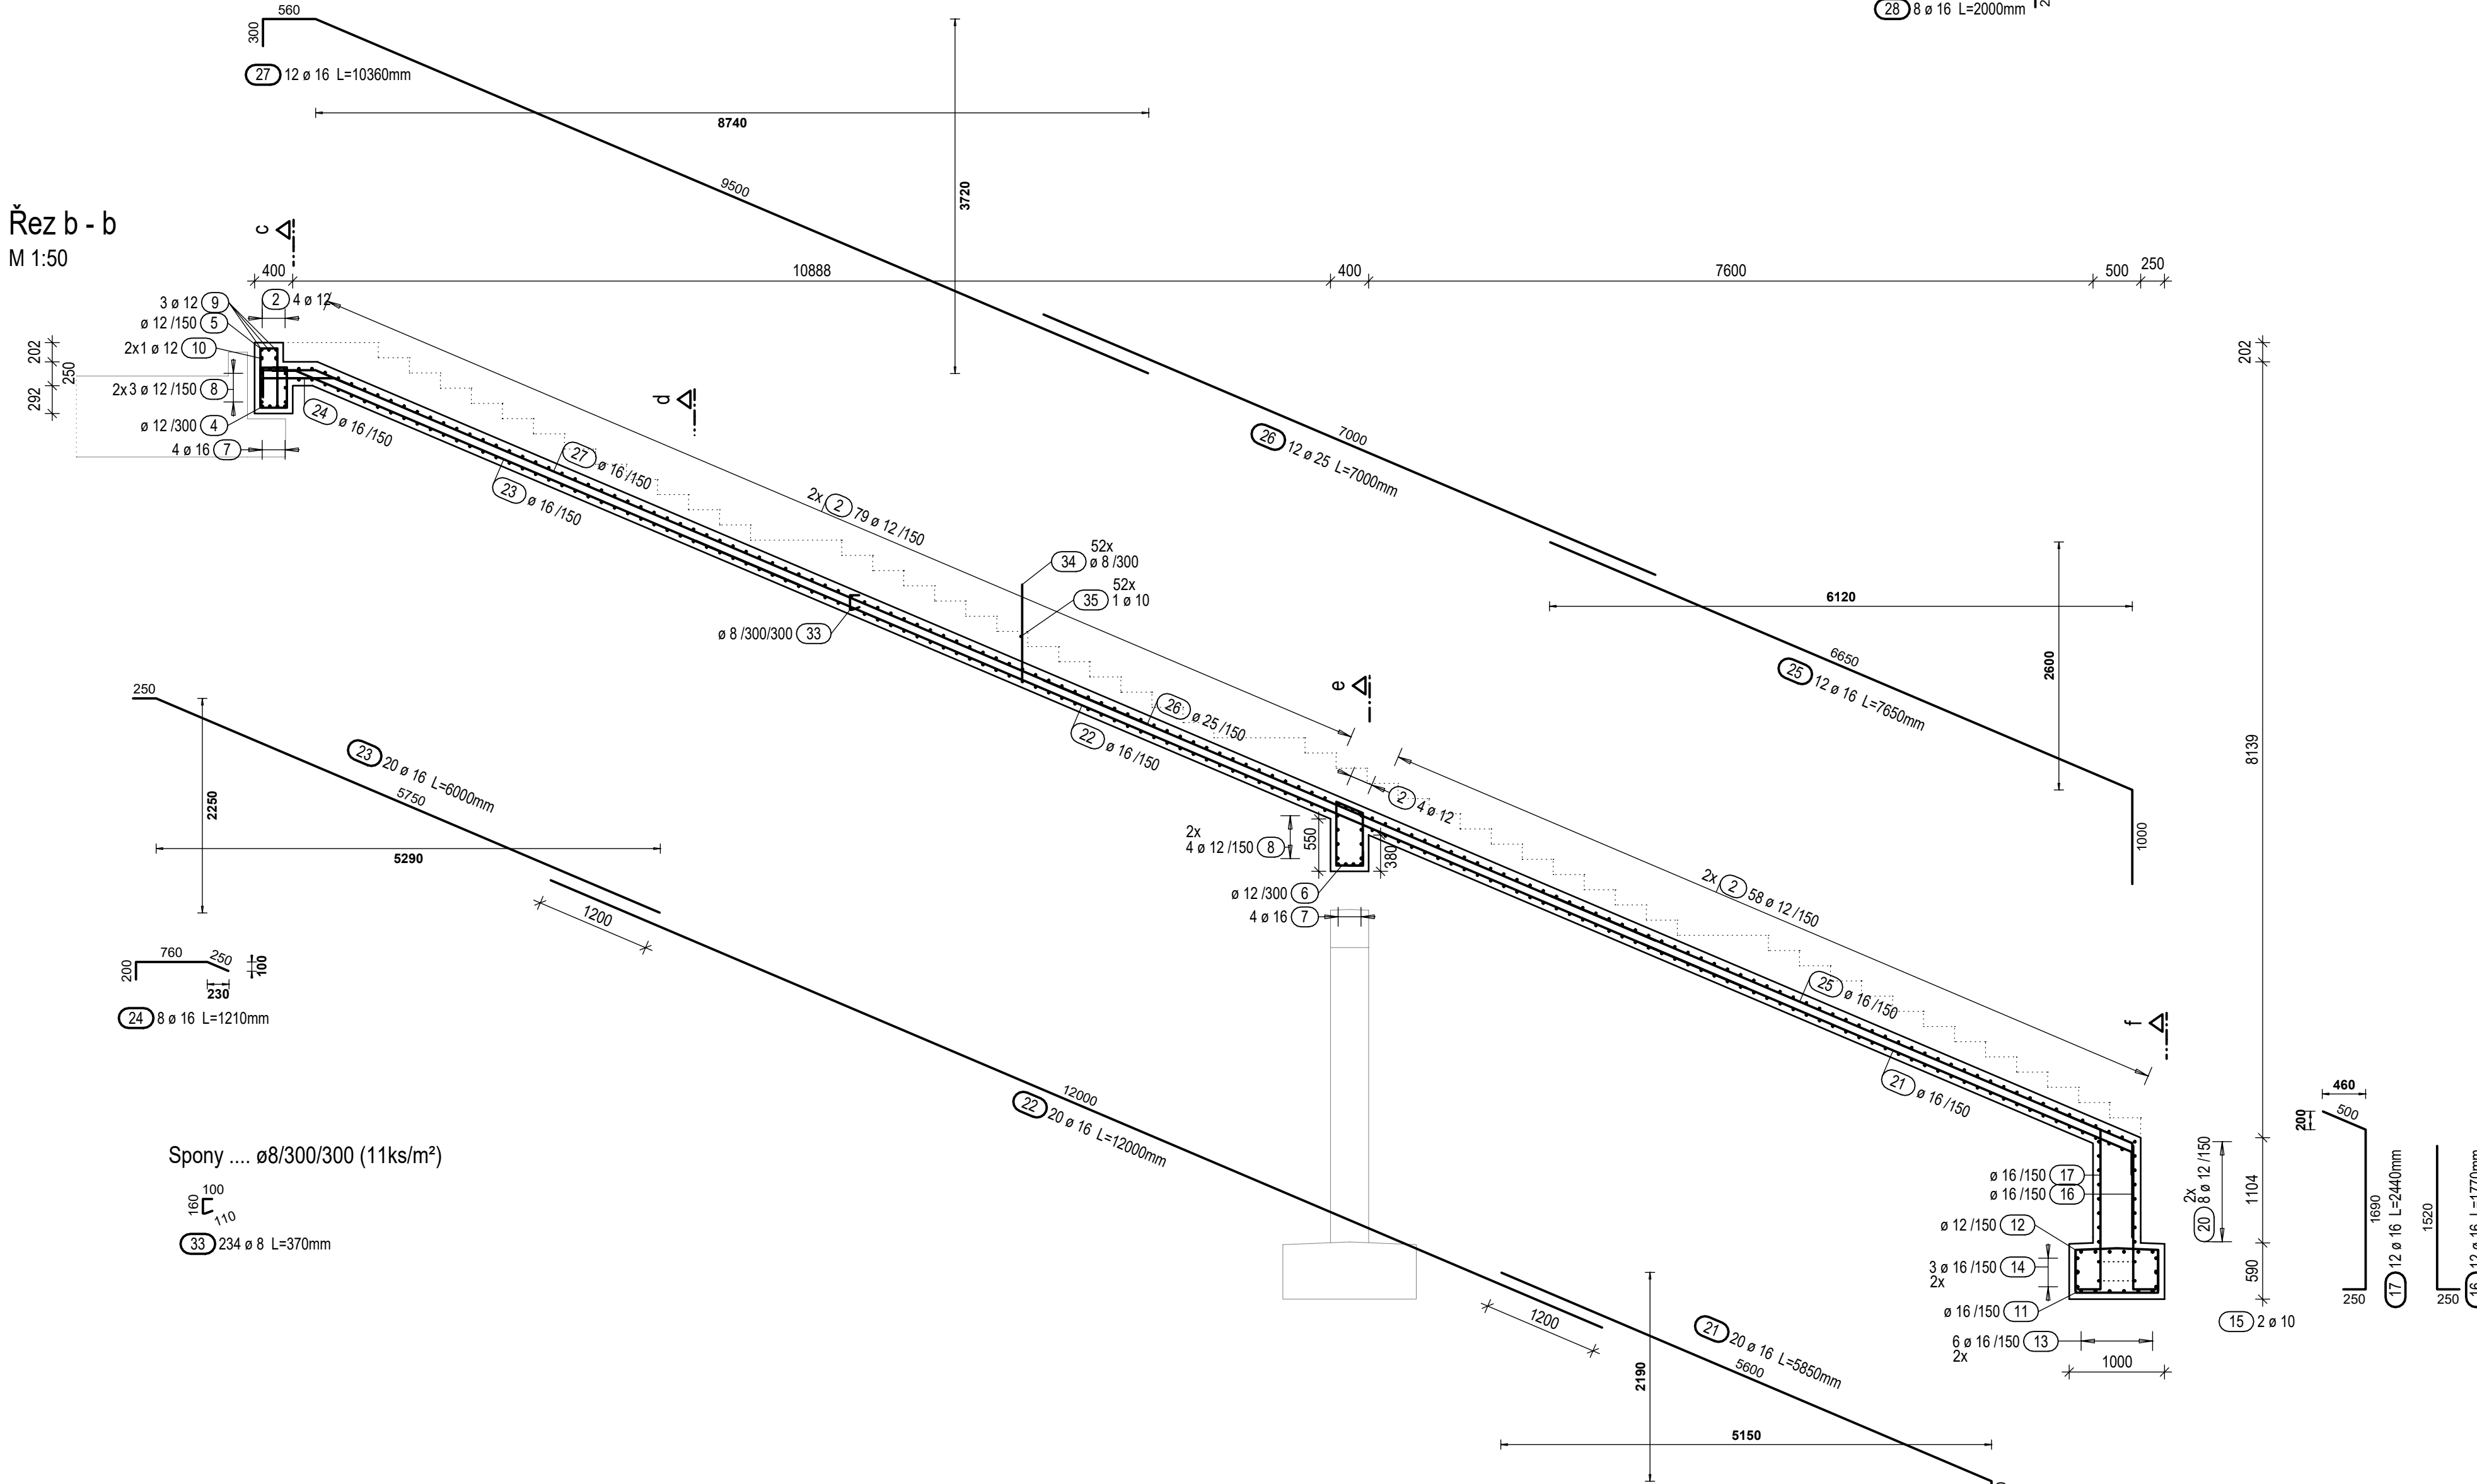 560
300
27 12 ø 16 L=10360mm
8740
9500
3720
28 8 ø 16 L=2000mm
Řez b - b
M 1:50
c
400
10888
400
7600
500
250
3 ø 12 9
2 4 ø 12
ø 12 /150 5
2x1 ø 12 10
2x3 ø 12 /150 8
ø 12 /300 4
4 ø 16 7
202
250
292
24 ø 16 /150
d
27 ø 16 /150
23 ø 16 /150
2x 2 79 ø 12 /150
52x
34 ø 8 /300
52x
35 1 ø 10
ø 8 /300/300 33
26 ø 25 /150
22 ø 16 /150
7000
26 12 ø 25 L=7000mm
6120
6650
25 12 ø 16 L=7650mm
2600
1000
202
8139
e
2 4 ø 12
2x
4 ø 12 /150 8
550
380
ø 12 /300 6
4 ø 16 7
2x 2 58 ø 12 /150
25 ø 16 /150
21 ø 16 /150
f
250
23 20 ø 16 L=6000mm
5750
2250
5290
1200
760
250
200
100
230
24 8 ø 16 L=1210mm
12000
22 20 ø 16 L=12000mm
Spony .... ø8/300/300 (11ks/m²)
100
160
110
33 234 ø 8 L=370mm
1200
21 20 ø 16 L=5850mm
5600
2190
5150
ø 16 /150 17
ø 16 /150 16
ø 12 /150 12
3 ø 16 /150 14
2x
ø 16 /150 11
6 ø 16 /150 13
2x
1000
2x
20 8 ø 12 /150
1104
590
15 2 ø 10
460
500
200
1690
250
17 12 ø 16 L=2440mm
1520
250
16 12 ø 16 L=1770mm